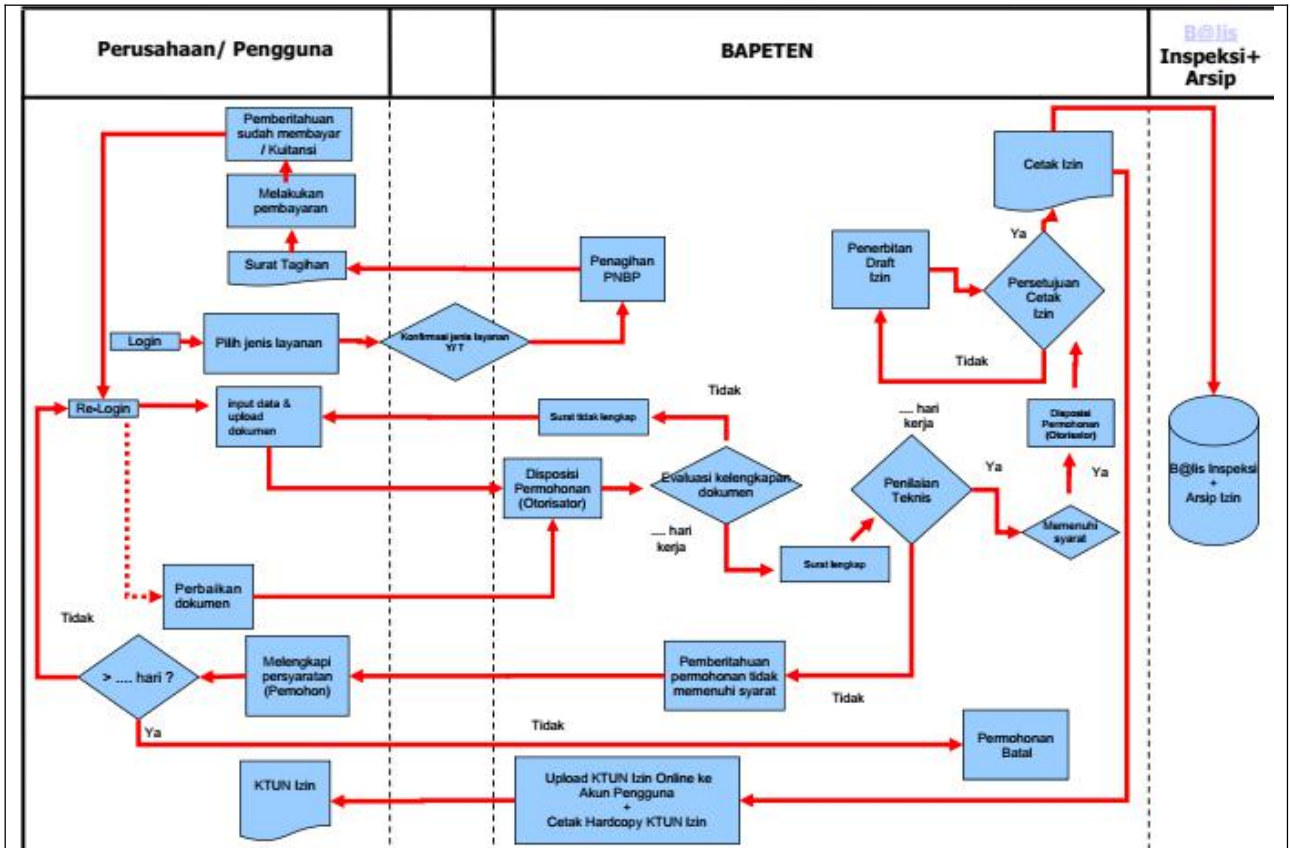 Perusahaan/ Pengguna
BAPETEN
B@lis
Inspeksi+
Arsip
Pemberitahuan
sudah membayar
/ Kuitansi
Melakukan
pembayaran
Surat Tagihan
Penagihan
PNBP
Login
Pilih jenis layanan
Konfirmasi jenis layanan
Y/ T
Cetak Izin
Ya
Penerbitan
Draft
Izin
Persetujuan
Cetak
Izin
Tidak
Re-Login
input data &
upload
dokumen
Surat tidak lengkap
Tidak
.... hari
kerja
Disposisi
Permohonan
(Otorisator)
Disposisi
Permohonan
(Otorisator)
Evaluasi kelengkapan
dokumen
.... hari
kerja
Penilaian
Teknis
Ya
Ya
Memenuhi
syarat
Surat lengkap
B@lis Inspeksi
+
Arsip Izin
Perbaikan
dokumen
Tidak
> .... hari ?
Melengkapi
persyaratan
(Pemohon)
Pemberitahuan
permohonan tidak
memenuhi syarat
Tidak
Ya
Tidak
Permohonan
Batal
KTUN Izin
Upload KTUN Izin Online ke
Akun Pengguna
+
Cetak Hardcopy KTUN Izin